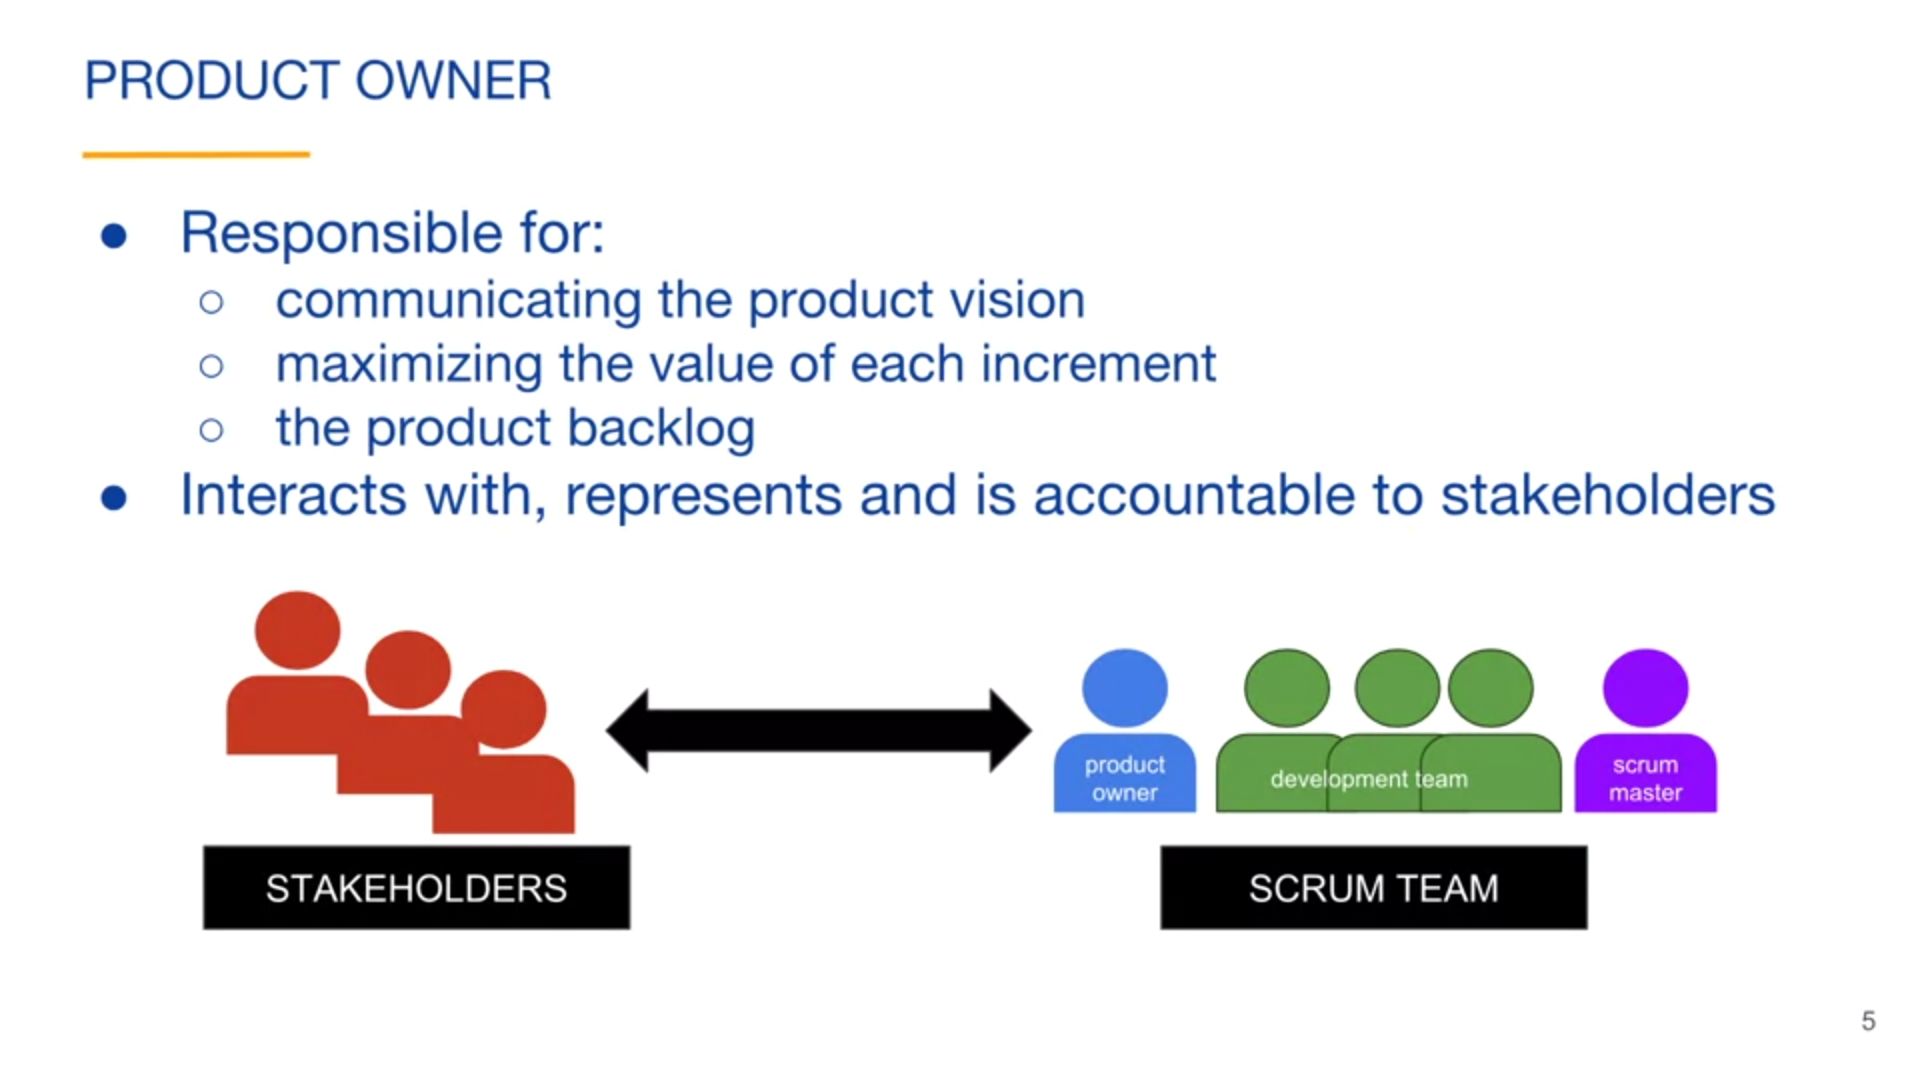 PRODUCT OWNER
● Responsible for:
○ communicating the product vision
○ maximizing the value of each increment
○ the product backlog
● Interacts with, represents and is accountable to stakeholders
product
owner
development team
scrum
master
STAKEHOLDERS
SCRUM TEAM
5